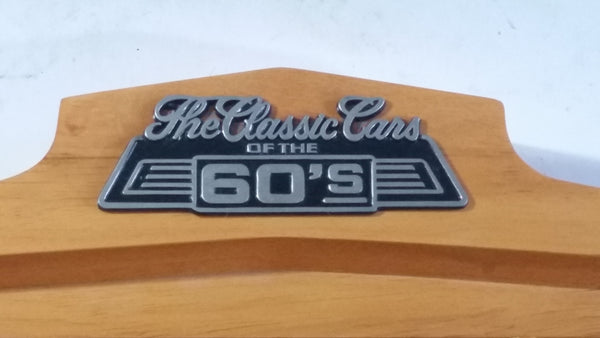 The Classic Cars
OF THE
60's